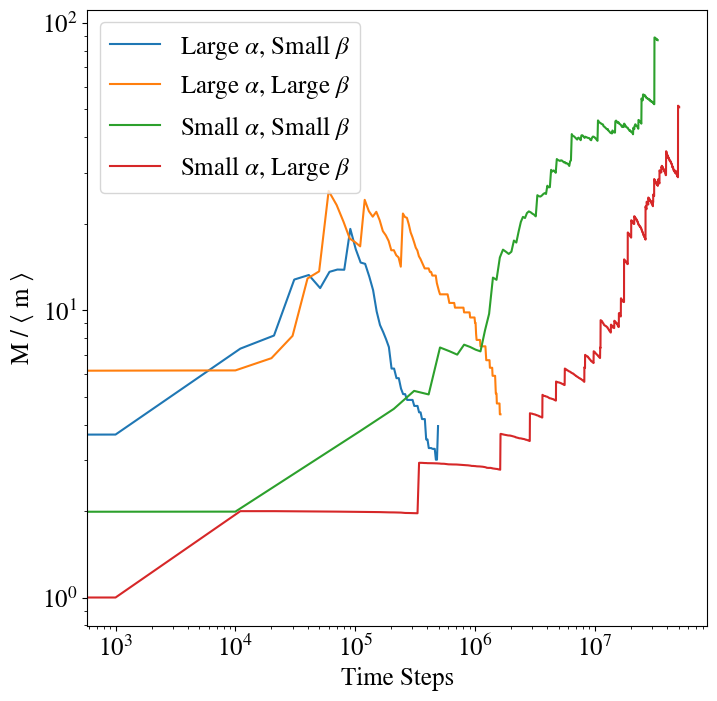 10²
Large α, Small β
Large α, Large β
Small α, Small β
Small α, Large β
M / ⟨ m ⟩
10¹
10⁰
10³ 10⁴ 10⁵ 10⁶ 10⁷
Time Steps